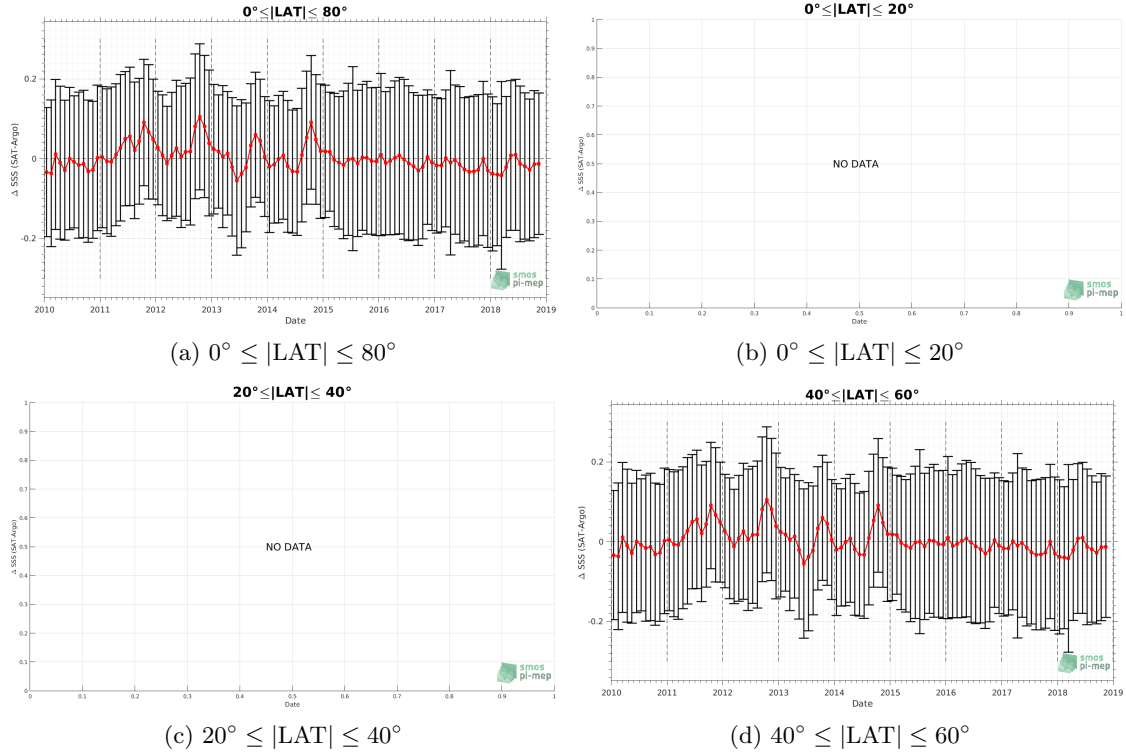 0°≤|LAT|≤ 80°
Δ SSS (SAT-Argo)
0.2
0
-0.2
2010 2011 2012 2013 2014 2015 2016 2017 2018 2019
Date
smos
pi-mep
(a) 0° ≤ |LAT| ≤ 80°
0°≤|LAT|≤ 20°
Δ SSS (SAT-Argo)
1
0.9
0.8
0.7
0.6
0.5
0.4
0.3
0.2
0.1
0
NO DATA
0 0.1 0.2 0.3 0.4 0.5 0.6 0.7 0.8 0.9 1
Date
smos
pi-mep
(b) 0° ≤ |LAT| ≤ 20°
20°≤|LAT|≤ 40°
Δ SSS (SAT-Argo)
1
0.9
0.8
0.7
0.6
0.5
0.4
0.3
0.2
0.1
0
NO DATA
0 0.1 0.2 0.3 0.4 0.5 0.6 0.7 0.8 0.9 1
Date
smos
pi-mep
(c) 20° ≤ |LAT| ≤ 40°
40°≤|LAT|≤ 60°
Δ SSS (SAT-Argo)
0.2
0
-0.2
2010 2011 2012 2013 2014 2015 2016 2017 2018 2019
Date
smos
pi-mep
(d) 40° ≤ |LAT| ≤ 60°